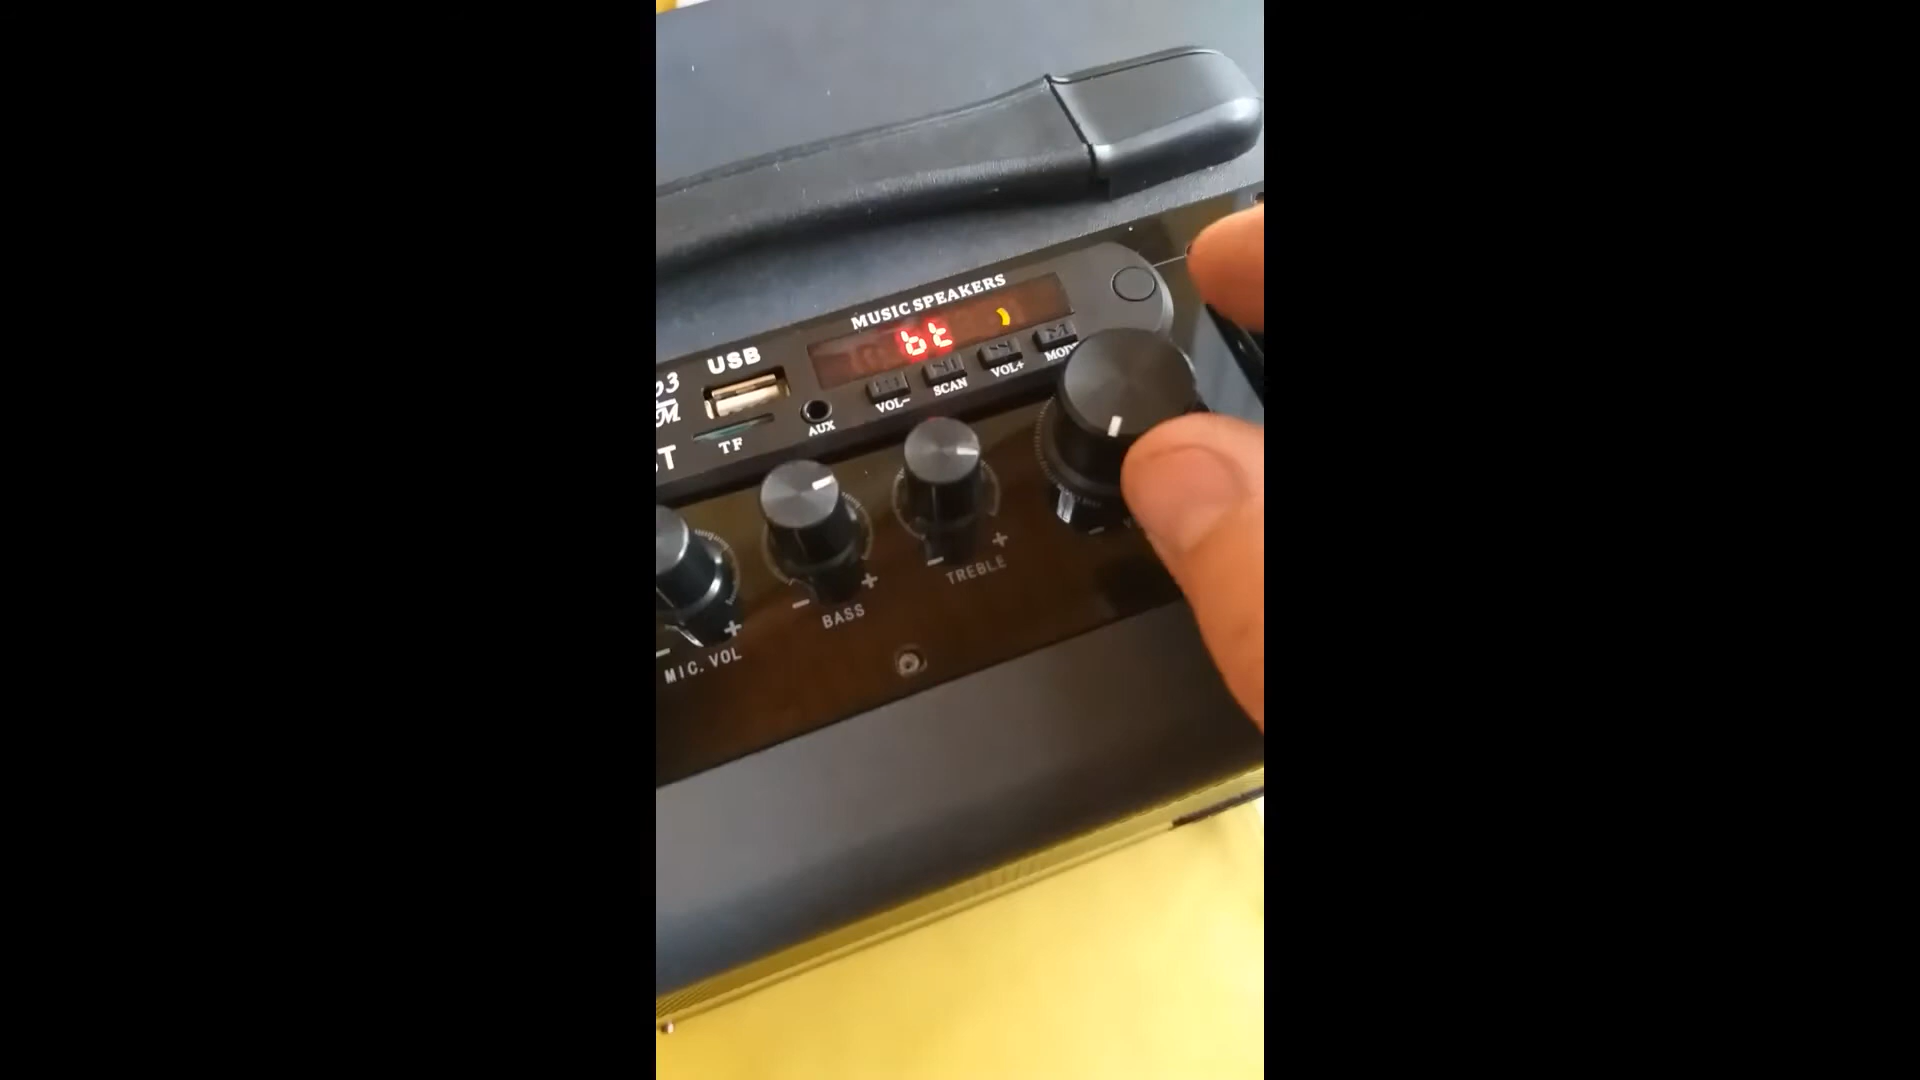 MUSIC SPEAKERS
bt
USB
VOL-
SCAN
VOL+
AUX
TF
- +
MIC. VOL
- +
BASS
- +
TREBLE
-